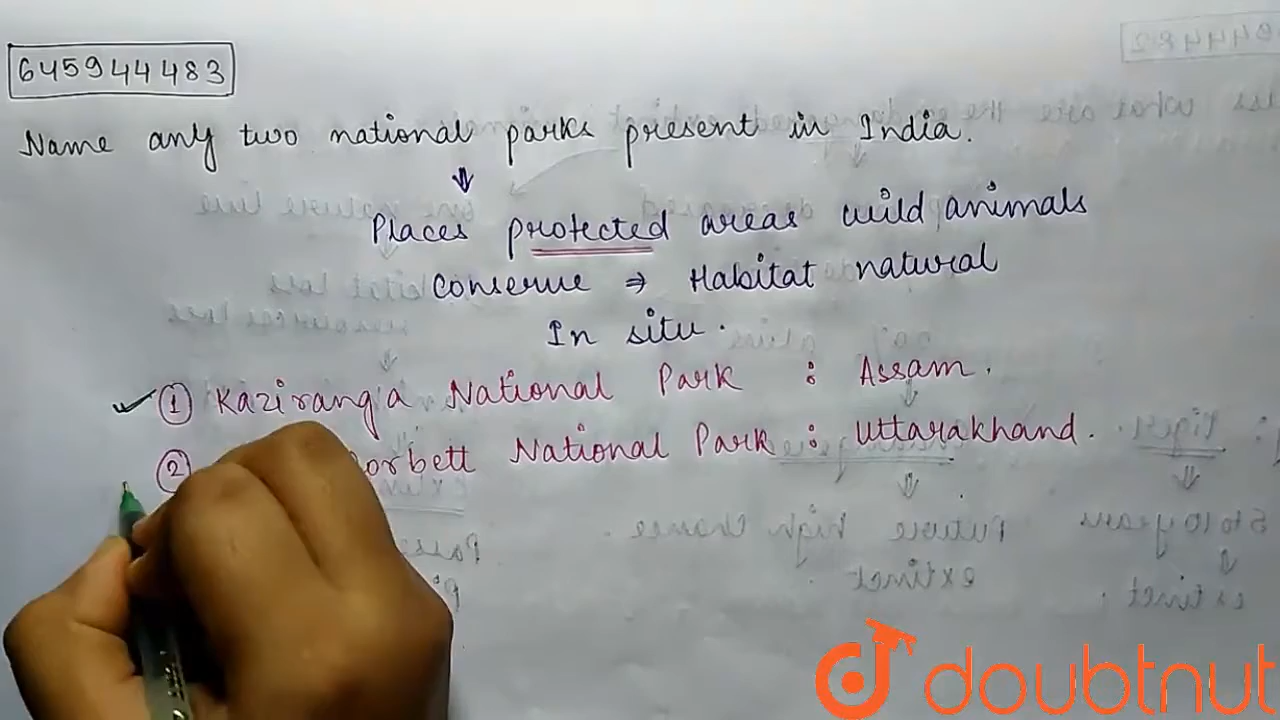 645944483
Name any two national parks present in India.
Places protected areas wild animals
Conserve ⇒ Habitat natural
In situ.
① Kaziranga National Park : Assam.
② orbett National Park : Uttarakhand.
doubtnut